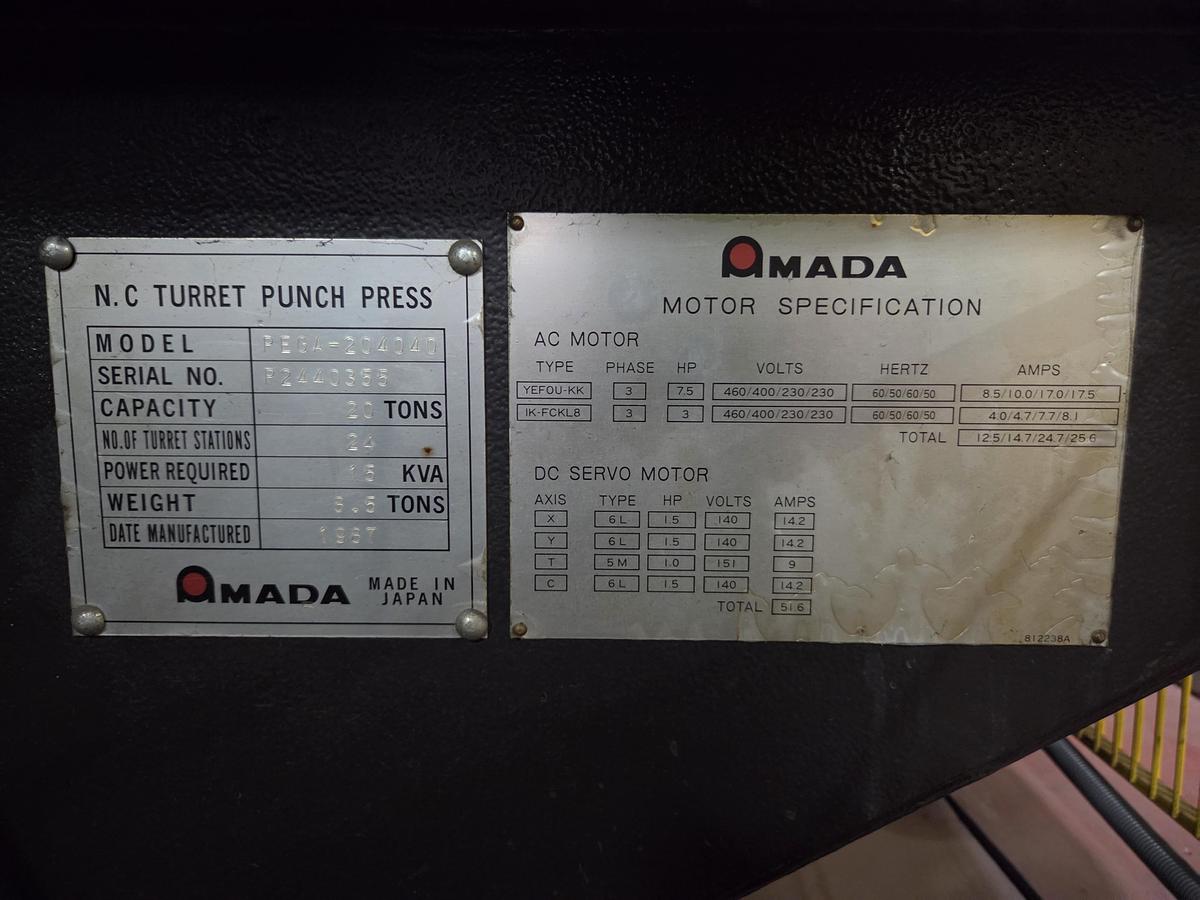 N.C TURRET PUNCH PRESS
MODEL PEGA-204040
SERIAL NO. P2440355
CAPACITY 20 TONS
NO.OF TURRET STATIONS 24
POWER REQUIRED 15 KVA
WEIGHT TONS
DATE MANUFACTURED 1987
AMADA MADE IN JAPAN
AMADA
MOTOR SPECIFICATION
AC MOTOR
TYPE PHASE HP VOLTS HERTZ AMPS
YEFOU-KK 3 7.5 460/400/230/230 60/50/60/50 8.5/10.0/17.0/17.5
IK-FCKL8 3 3 460/400/230/230 60/50/60/50 4.0/4.7/7.7/8.1
TOTAL 12.5/14.7/24.7/25.6
DC SERVO MOTOR
AXIS TYPE HP VOLTS AMPS
X 6L 1.5 140 14.2
Y 6L 1.5 140 14.2
T 5M 1.0 151 9
C 6L 1.5 140 14.2
TOTAL 51.6
812238A